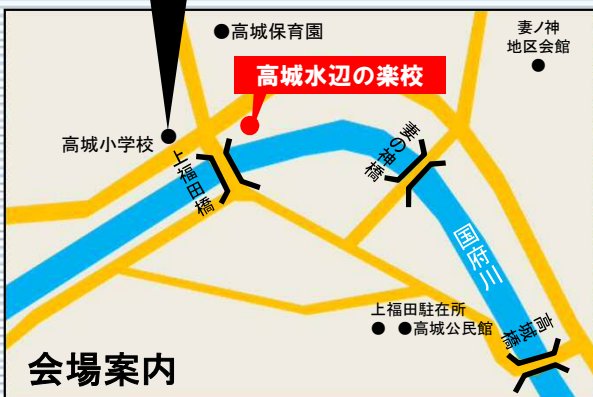 ●高城保育園
妻ノ神
地区会館
高城水辺の楽校
高城小学校
上福田橋
妻の神橋
国府川
上福田駐在所
●高城公民館
高城橋
会場案内